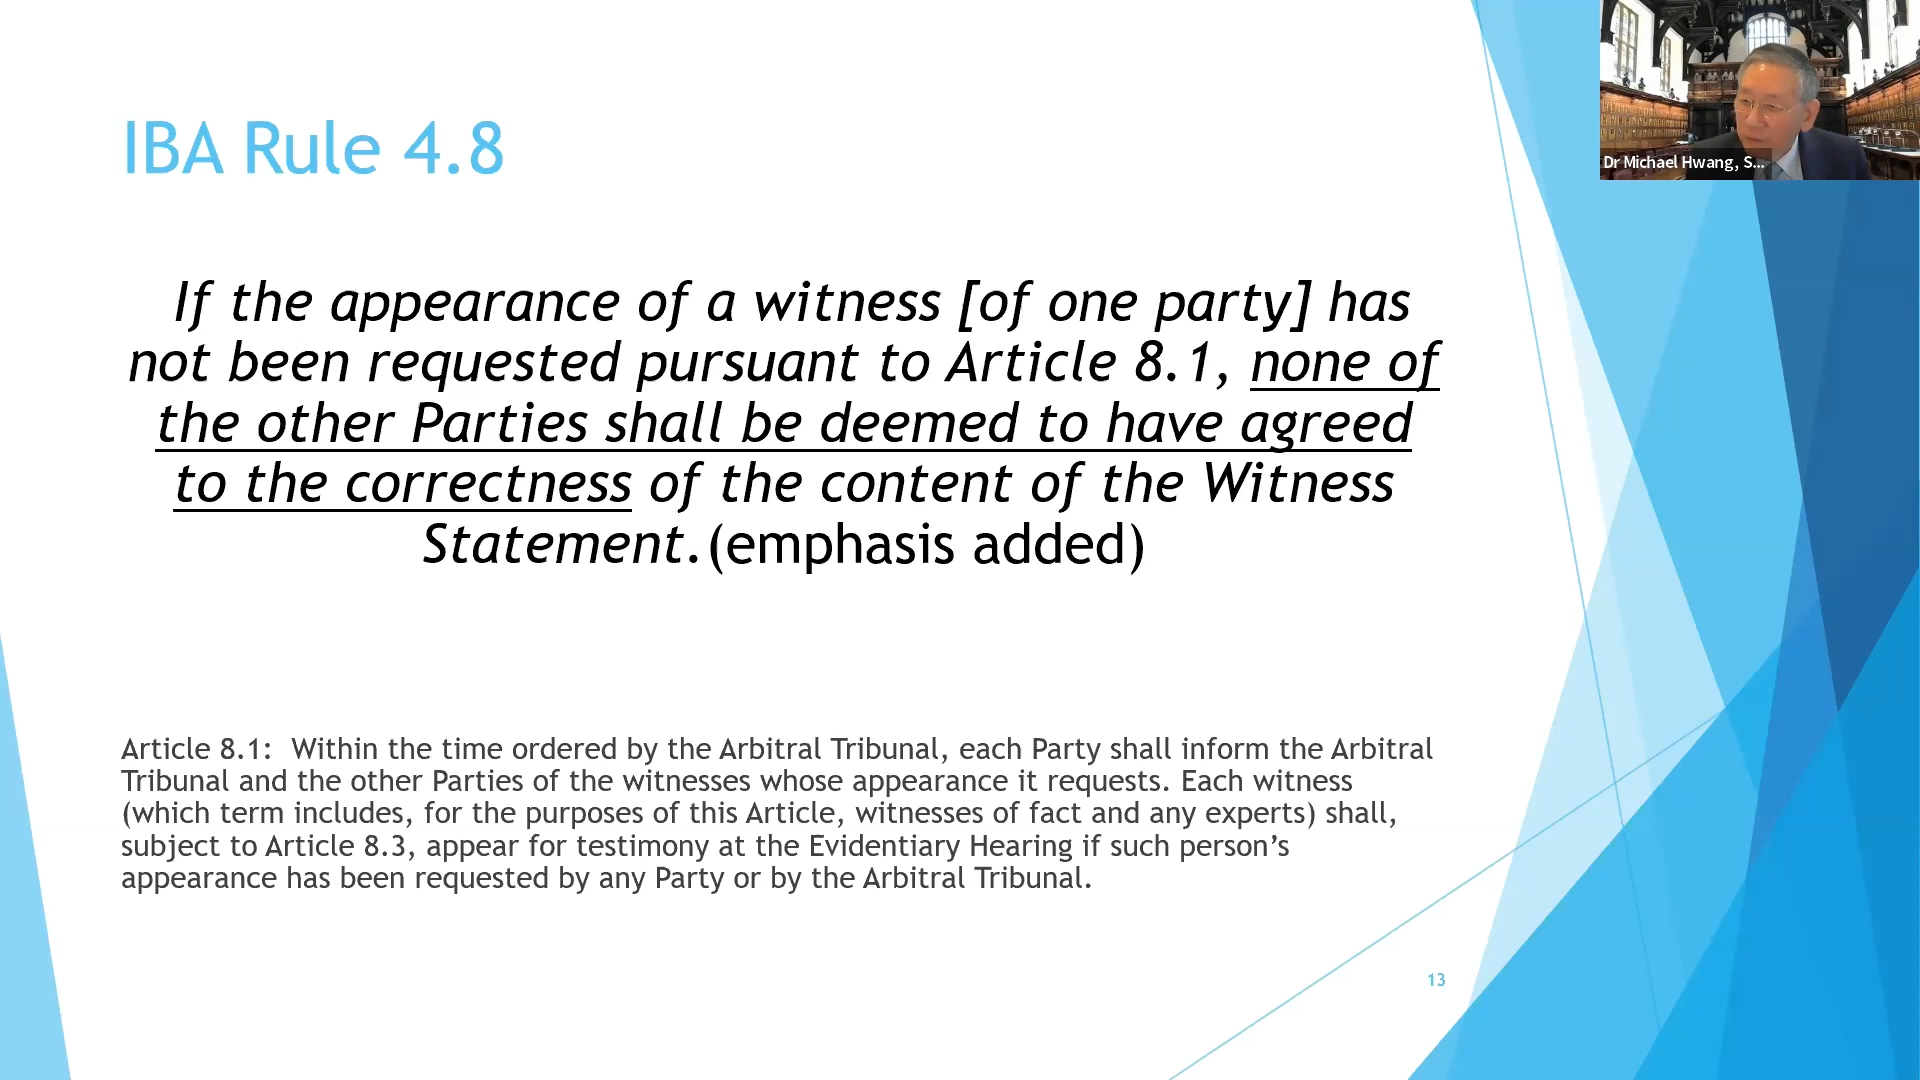 IBA Rule 4.8
Dr Michael Hwang, S...
If the appearance of a witness [of one party] has
not been requested pursuant to Article 8.1, none of
the other Parties shall be deemed to have agreed
to the correctness of the content of the Witness
Statement.(emphasis added)
Article 8.1:  Within the time ordered by the Arbitral Tribunal, each Party shall inform the Arbitral
Tribunal and the other Parties of the witnesses whose appearance it requests. Each witness
(which term includes, for the purposes of this Article, witnesses of fact and any experts) shall,
subject to Article 8.3, appear for testimony at the Evidentiary Hearing if such person’s
appearance has been requested by any Party or by the Arbitral Tribunal.
13